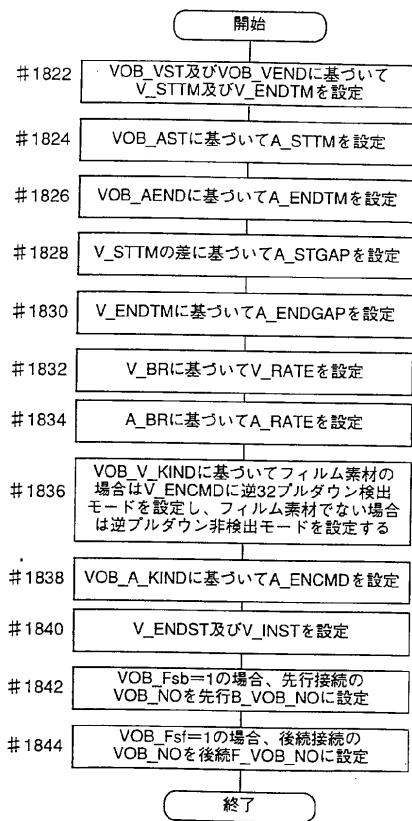 開始
#1822
VOB_VST及びVOB_VENDに基づいて
V_STTM及びV_ENDTMを設定
#1824
VOB_ASTに基づいてA_STTMを設定
#1826
VOB_AENDに基づいてA_ENDTMを設定
#1828
V_STTMの差に基づいてA_STGAPを設定
#1830
V_ENDTMに基づいてA_ENDGAPを設定
#1832
V_BRに基づいてV_RATEを設定
#1834
A_BRに基づいてA_RATEを設定
#1836
VOB_V_KINDに基づいてフィルム素材の
場合はV_ENCMDに逆32プルダウン検出
モードを設定し、フィルム素材でない場合
は逆プルダウン非検出モードを設定する
#1838
VOB_A_KINDに基づいてA_ENCMDを設定
#1840
V_ENDST及びV_INSTを設定
#1842
VOB_Fsb=1の場合、先行接続の
VOB_NOを先行B_VOB_NOに設定
#1844
VOB_Fsf=1の場合、後続接続の
VOB_NOを後続F_VOB_NOに設定
終了